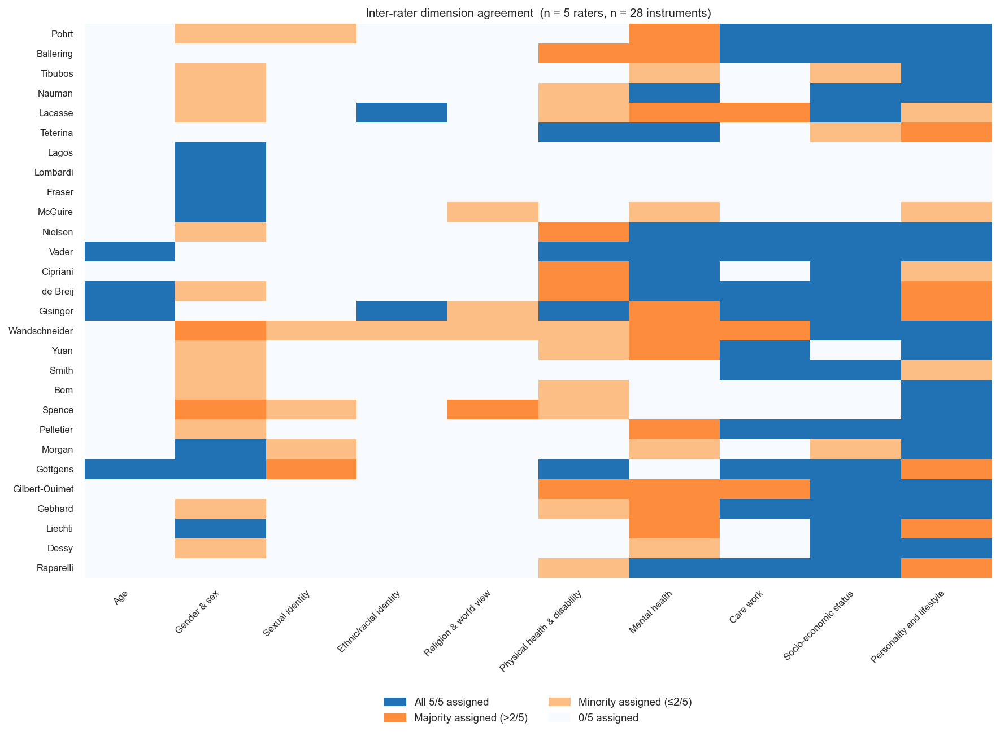 Inter-rater dimension agreement  (n = 5 raters, n = 28 instruments)
Pohrt
Ballering
Tibubos
Nauman
Lacasse
Teterina
Lagos
Lombardi
Fraser
McGuire
Nielsen
Vader
Cipriani
de Breij
Gisinger
Wandschneider
Yuan
Smith
Bem
Spence
Pelletier
Morgan
Göttgens
Gilbert-Ouimet
Gebhard
Liechti
Dessy
Raparelli
Age
Gender & sex
Sexual identity
Ethnic/racial identity
Religion & world view
Physical health & disability
Mental health
Care work
Socio-economic status
Personality and lifestyle
All 5/5 assigned
Majority assigned (>2/5)
Minority assigned (≤2/5)
0/5 assigned